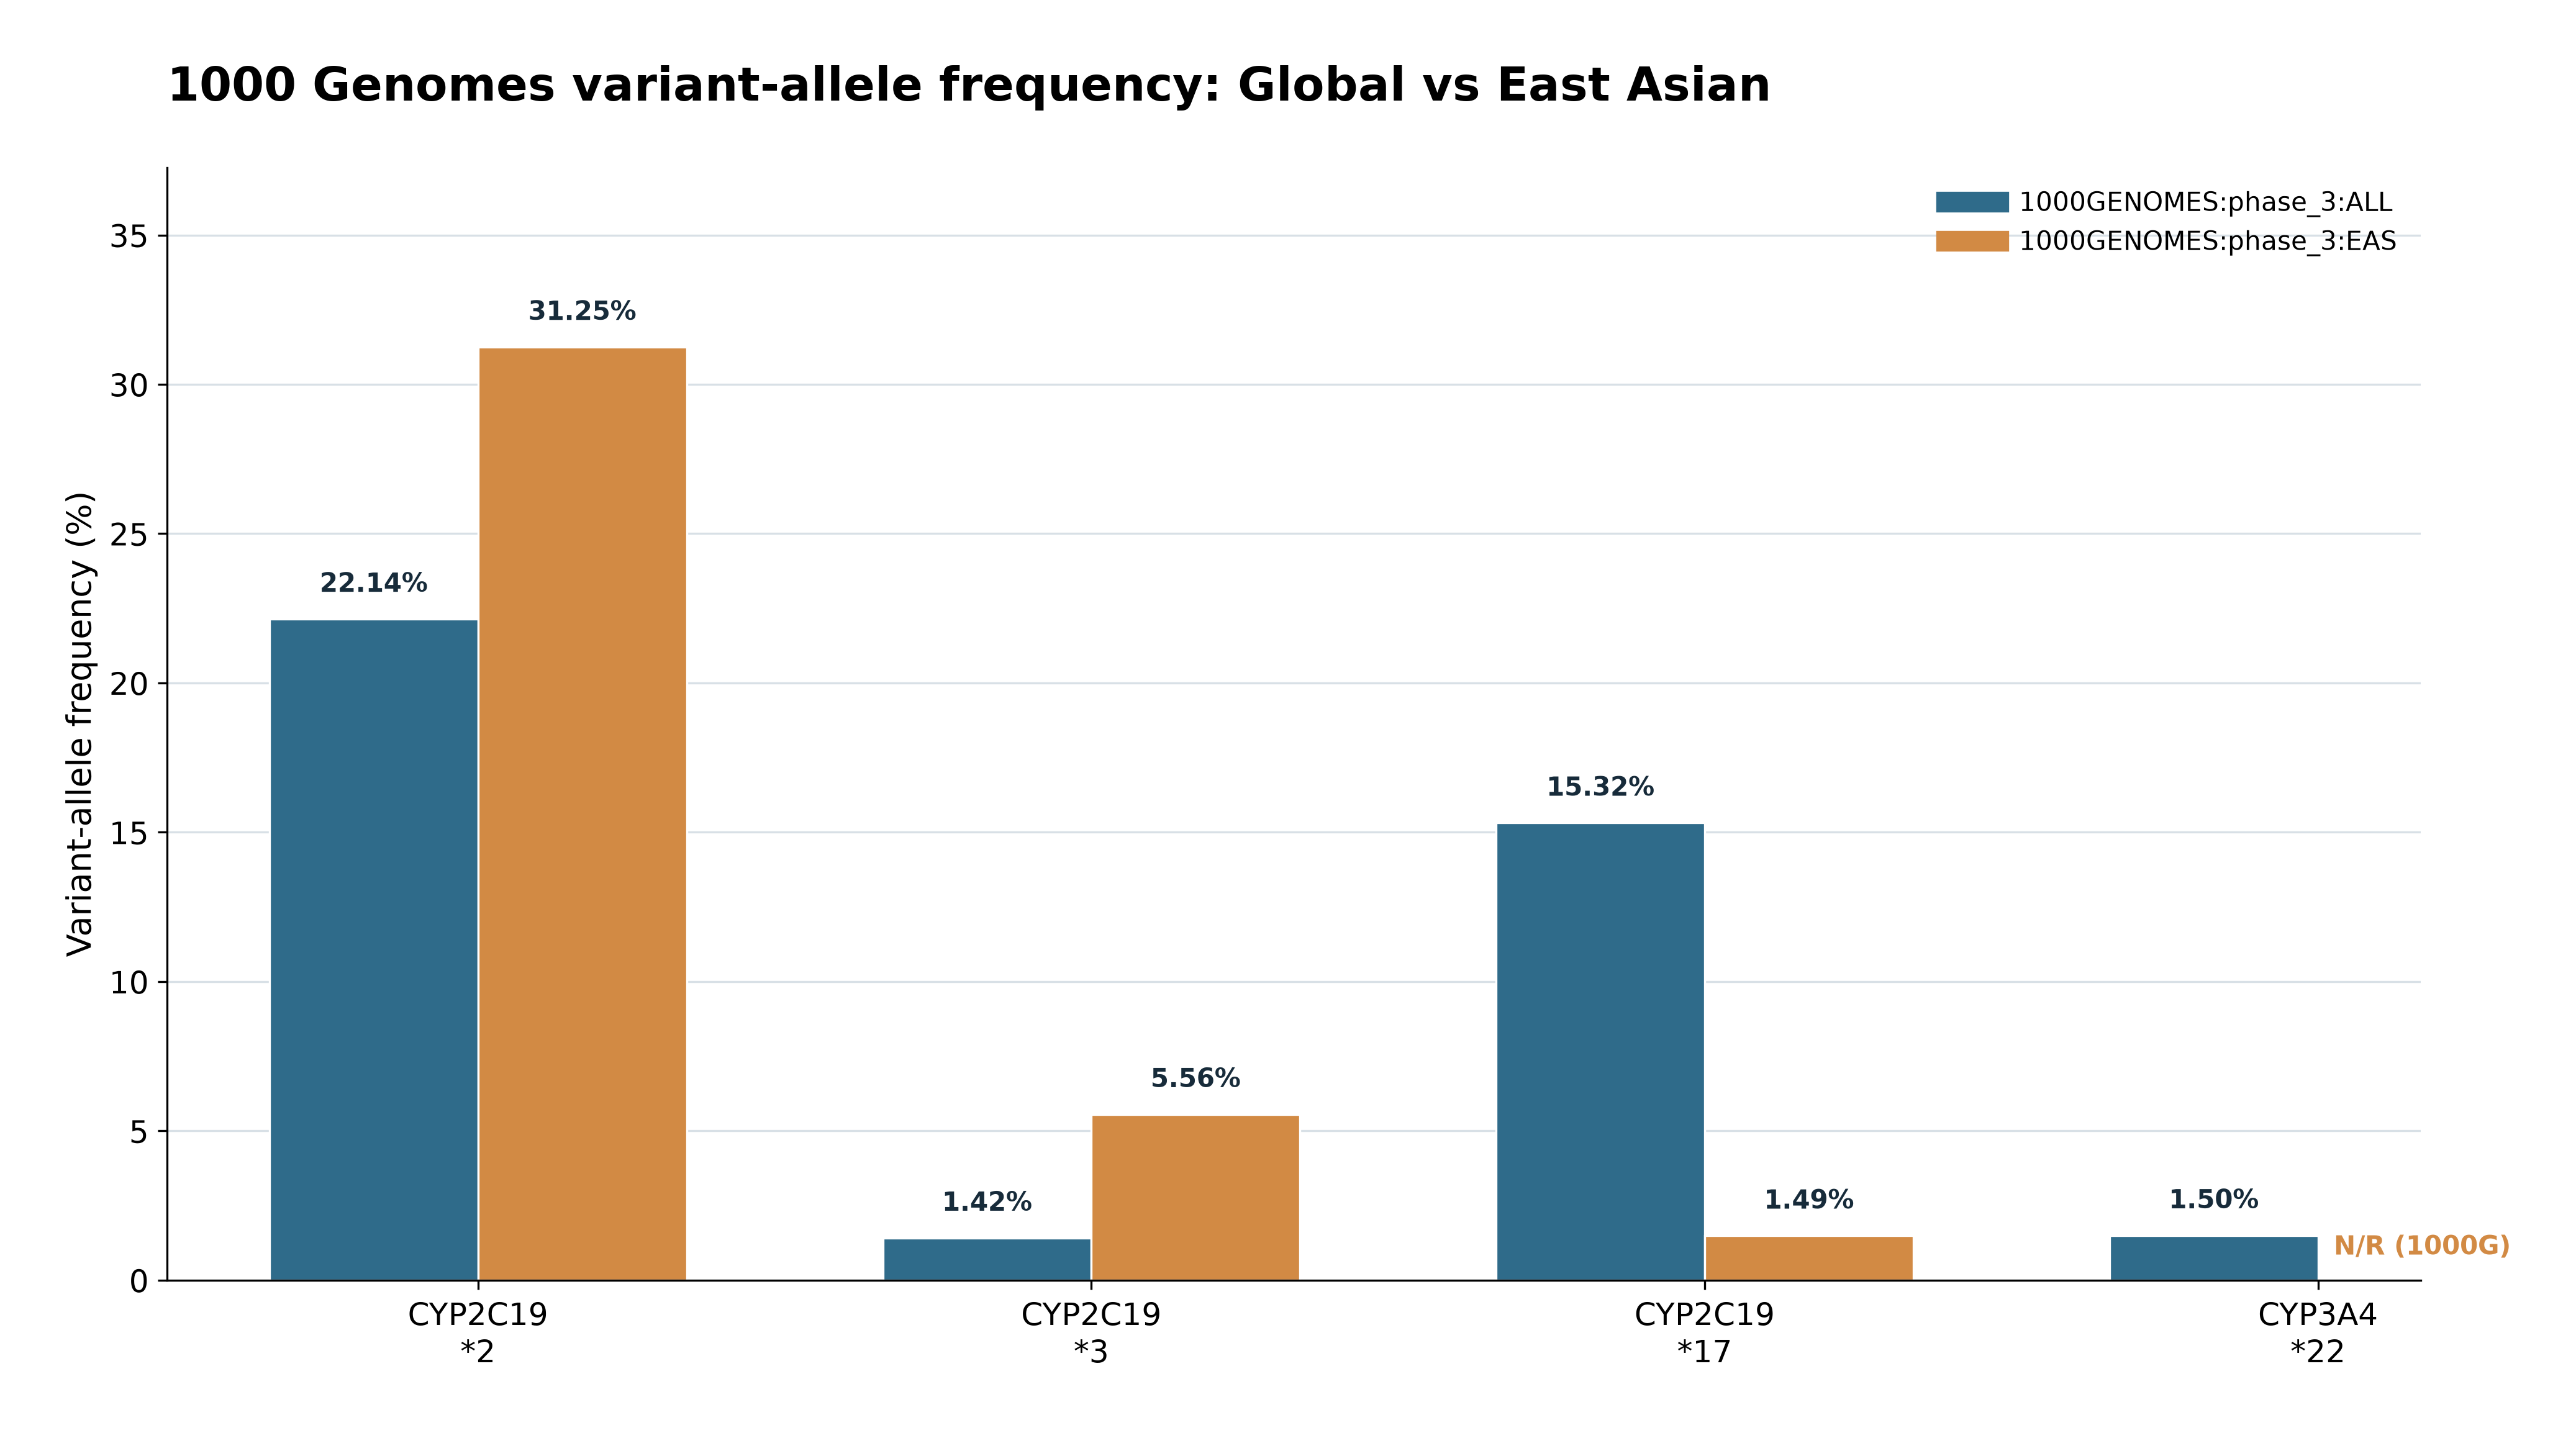 1000 Genomes variant-allele frequency: Global vs East Asian
1000GENOMES:phase_3:ALL
1000GENOMES:phase_3:EAS
Variant-allele frequency (%)
35
30
25
20
15
10
5
0
22.14%
31.25%
1.42%
5.56%
15.32%
1.49%
1.50%
N/R (1000G)
CYP2C19
*2
CYP2C19
*3
CYP2C19
*17
CYP3A4
*22